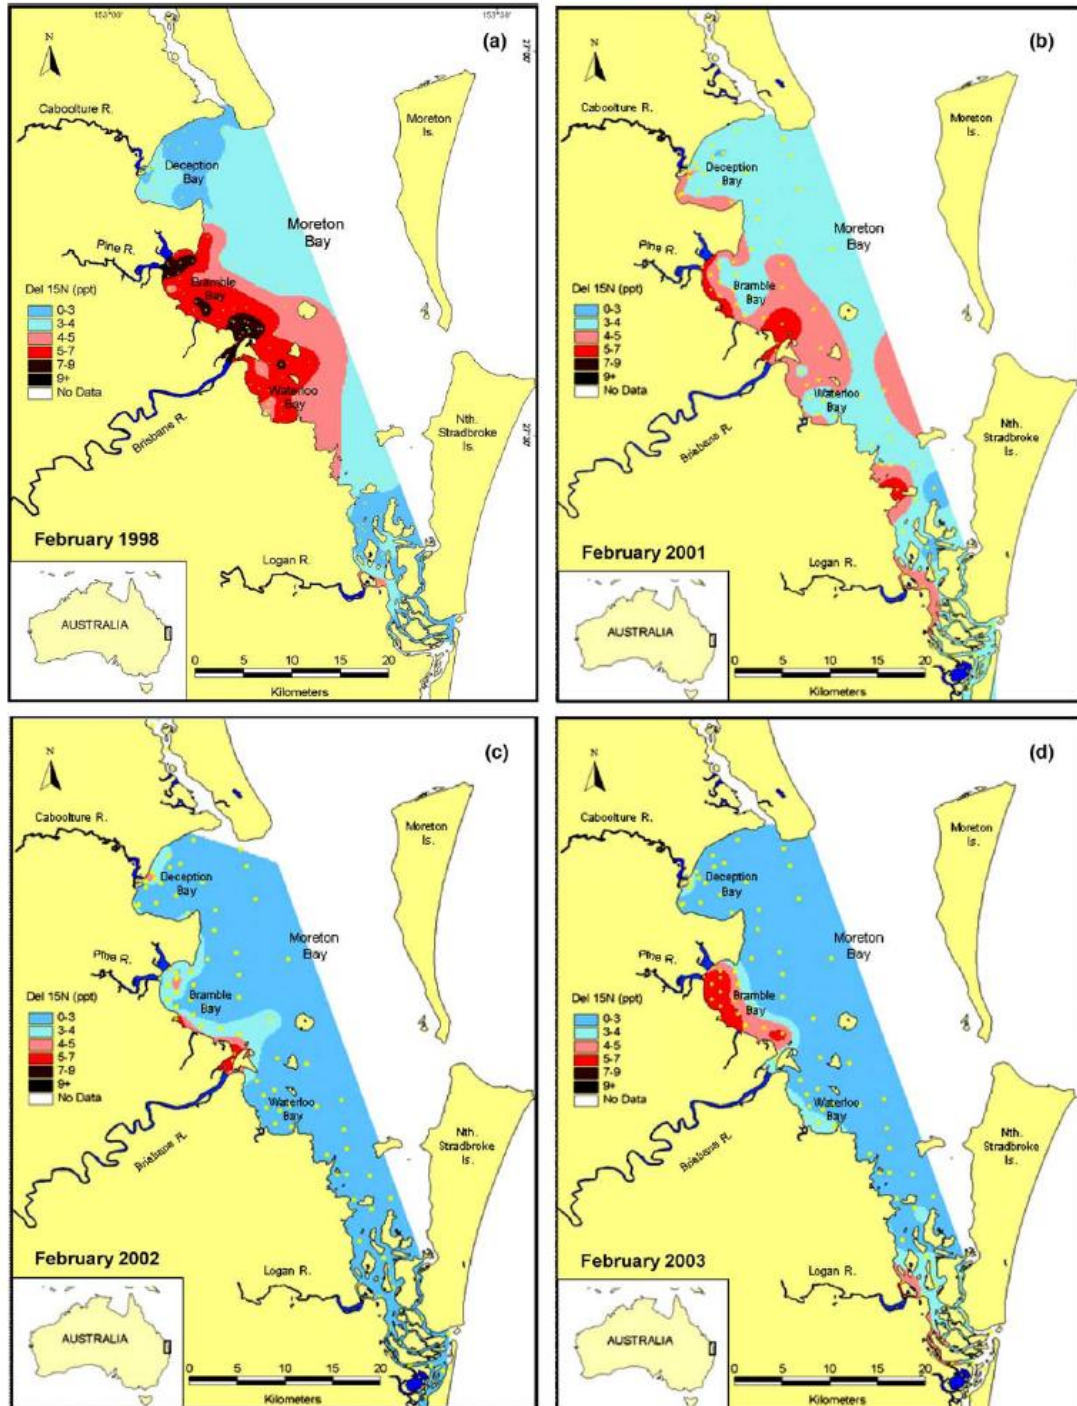 153°00'
153°30'
N
(a)
27°00'
Caboolture R.
Moreton
Is.
Deception
Bay
Moreton
Bay
Pine R.
Del 15N (ppt)
0-3
3-4
4-5
5-7
7-9
9+
No Data
Bramble
Bay
Waterloo
Bay
27°30'
Brisbane R.
Nth.
Stradbroke
Is.
February 1998
Logan R.
AUSTRALIA
0 5 10 15 20
Kilometers
N
(b)
Caboolture R.
Moreton
Is.
Deception
Bay
Moreton
Bay
Pine R.
Del 15N (ppt)
0-3
3-4
4-5
5-7
7-9
9+
No Data
Bramble
Bay
Waterloo
Bay
Brisbane R.
Nth.
Stradbroke
Is.
February 2001
Logan R.
AUSTRALIA
0 5 10 15 20
Kilometers
N
(c)
Caboolture R.
Moreton
Is.
Deception
Bay
Moreton
Bay
Pine R.
Del 15N (ppt)
0-3
3-4
4-5
5-7
7-9
9+
No Data
Bramble
Bay
Waterloo
Bay
Brisbane R.
Nth.
Stradbroke
Is.
February 2002
Logan R.
AUSTRALIA
0 5 10 15 20
Kilometers
N
(d)
Caboolture R.
Moreton
Is.
Deception
Bay
Moreton
Bay
Pine R.
Del 15N (ppt)
0-3
3-4
4-5
5-7
7-9
9+
No Data
Bramble
Bay
Waterloo
Bay
Brisbane R.
Nth.
Stradbroke
Is.
February 2003
Logan R.
AUSTRALIA
0 5 10 15 20
Kilometers